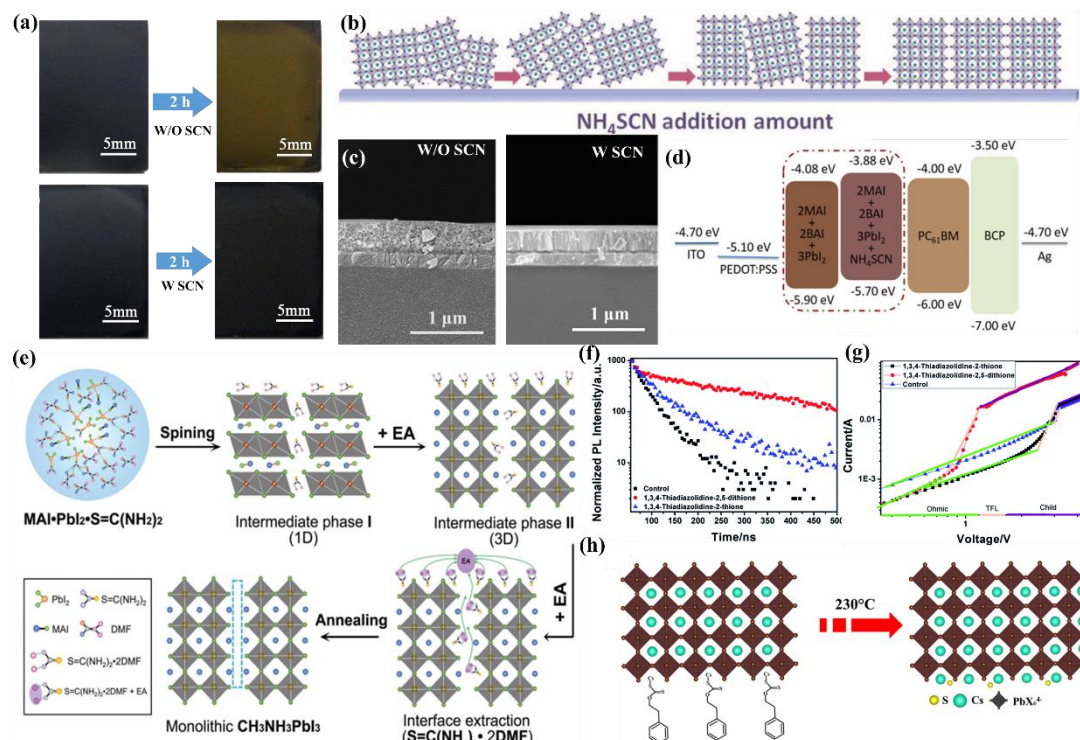 (a)
2 h
W/O SCN
5mm
5mm
2 h
W SCN
5mm
5mm
(b)
NH₄SCN addition amount
(c)
W/O SCN
1 μm
W SCN
1 μm
(d)
-4.70 eV
ITO
-5.10 eV
PEDOT:PSS
-4.08 eV
2MAI
+
2BAI
+
3PbI₂
-5.90 eV
-3.88 eV
2MAI
+
2BAI
+
3PbI₂
+
NH₄SCN
-5.70 eV
-4.00 eV
PC₆₁BM
-6.00 eV
-3.50 eV
BCP
-7.00 eV
-4.70 eV
Ag
(e)
MAI•PbI₂•S=C(NH₂)₂
Spining
Intermediate phase I
(1D)
+ EA
Intermediate phase II
(3D)
+ EA
EA
Interface extraction
(S=C(NH ) • 2DMF)
Annealing
Monolithic CH₃NH₃PbI₃
PbI₂
S=C(NH₂)₂
MAI
DMF
S=C(NH₂)₂•2DMF
S=C(NH₂)₂•2DMF + EA
(f)
Normalized PL Intensity/a.u.
1000
100
10
Control
1,3,4-Thiadiazolidine-2,5-dithione
1,3,4-Thiadiazolidine-2-thione
100 150 200 250 300 350 400 450 500
Time/ns
(g)
1,3,4-Thiadiazolidine-2-thione
1,3,4-Thiadiazolidine-2,5-dithione
Control
Current/A
0.01
1E-3
Ohmic
TFL
Child
1
Voltage/V
(h)
230°C
S
Cs
PbX₆⁴⁻